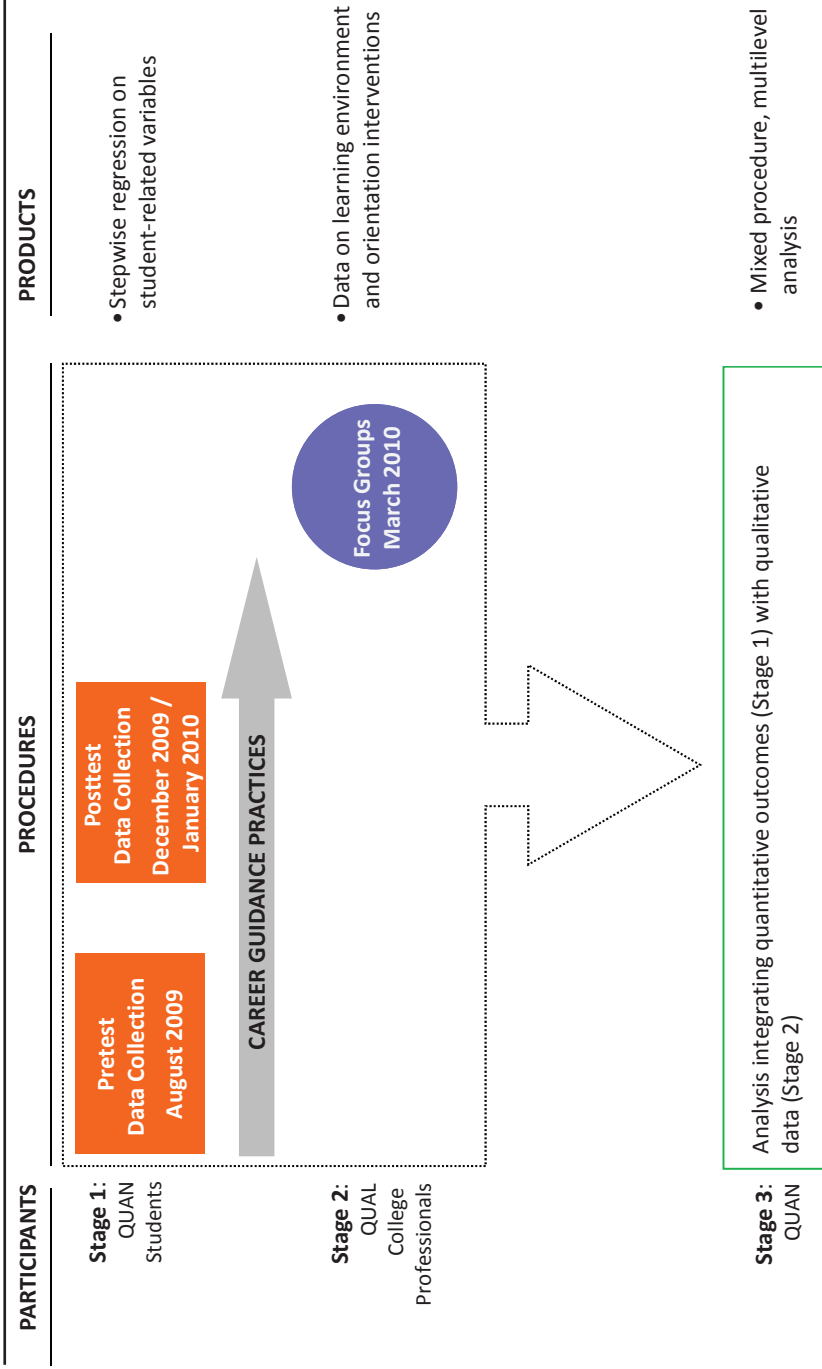 PARTICIPANTS
PROCEDURES
PRODUCTS
Stage 1:
QUAN
Students
Pretest
Data Collection
August 2009
Posttest
Data Collection
December 2009 /
January 2010
• Stepwise regression on
student-related variables
CAREER GUIDANCE PRACTICES
Stage 2:
QUAL
College
Professionals
Focus Groups
March 2010
• Data on learning environment
and orientation interventions
Stage 3:
QUAN
Analysis integrating quantitative outcomes (Stage 1) with qualitative
data (Stage 2)
• Mixed procedure, multilevel
analysis